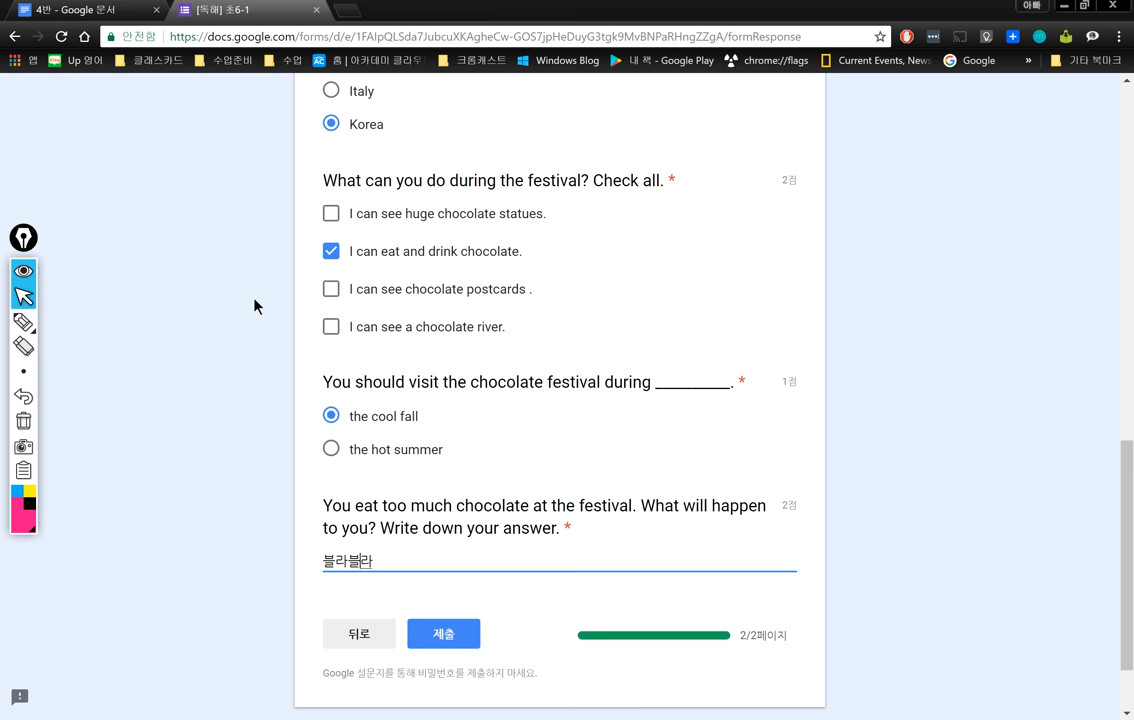 4반 - Google 문서
[독해] 초6-1
아빠
안전함
https://docs.google.com/forms/d/e/1FAIpQLSda7JubcuXKAgheCw-GOS7jpHeDuyG3tgk9MvBNPaRHngZZgA/formResponse
앱 Up 영어 클래스카드 수업준비 수업 AC 홈 | 아카데미 클라우 크롬캐스트 Windows Blog 내 책 - Google Play chrome://flags Current Events, News Google » 기타 북마크
Italy
Korea
What can you do during the festival? Check all. * 2점
I can see huge chocolate statues.
I can eat and drink chocolate.
I can see chocolate postcards .
I can see a chocolate river.
You should visit the chocolate festival during __________. * 1점
the cool fall
the hot summer
You eat too much chocolate at the festival. What will happen 2점
to you? Write down your answer. *
블라블라
뒤로 제출 2/2페이지
Google 설문지를 통해 비밀번호를 제출하지 마세요.